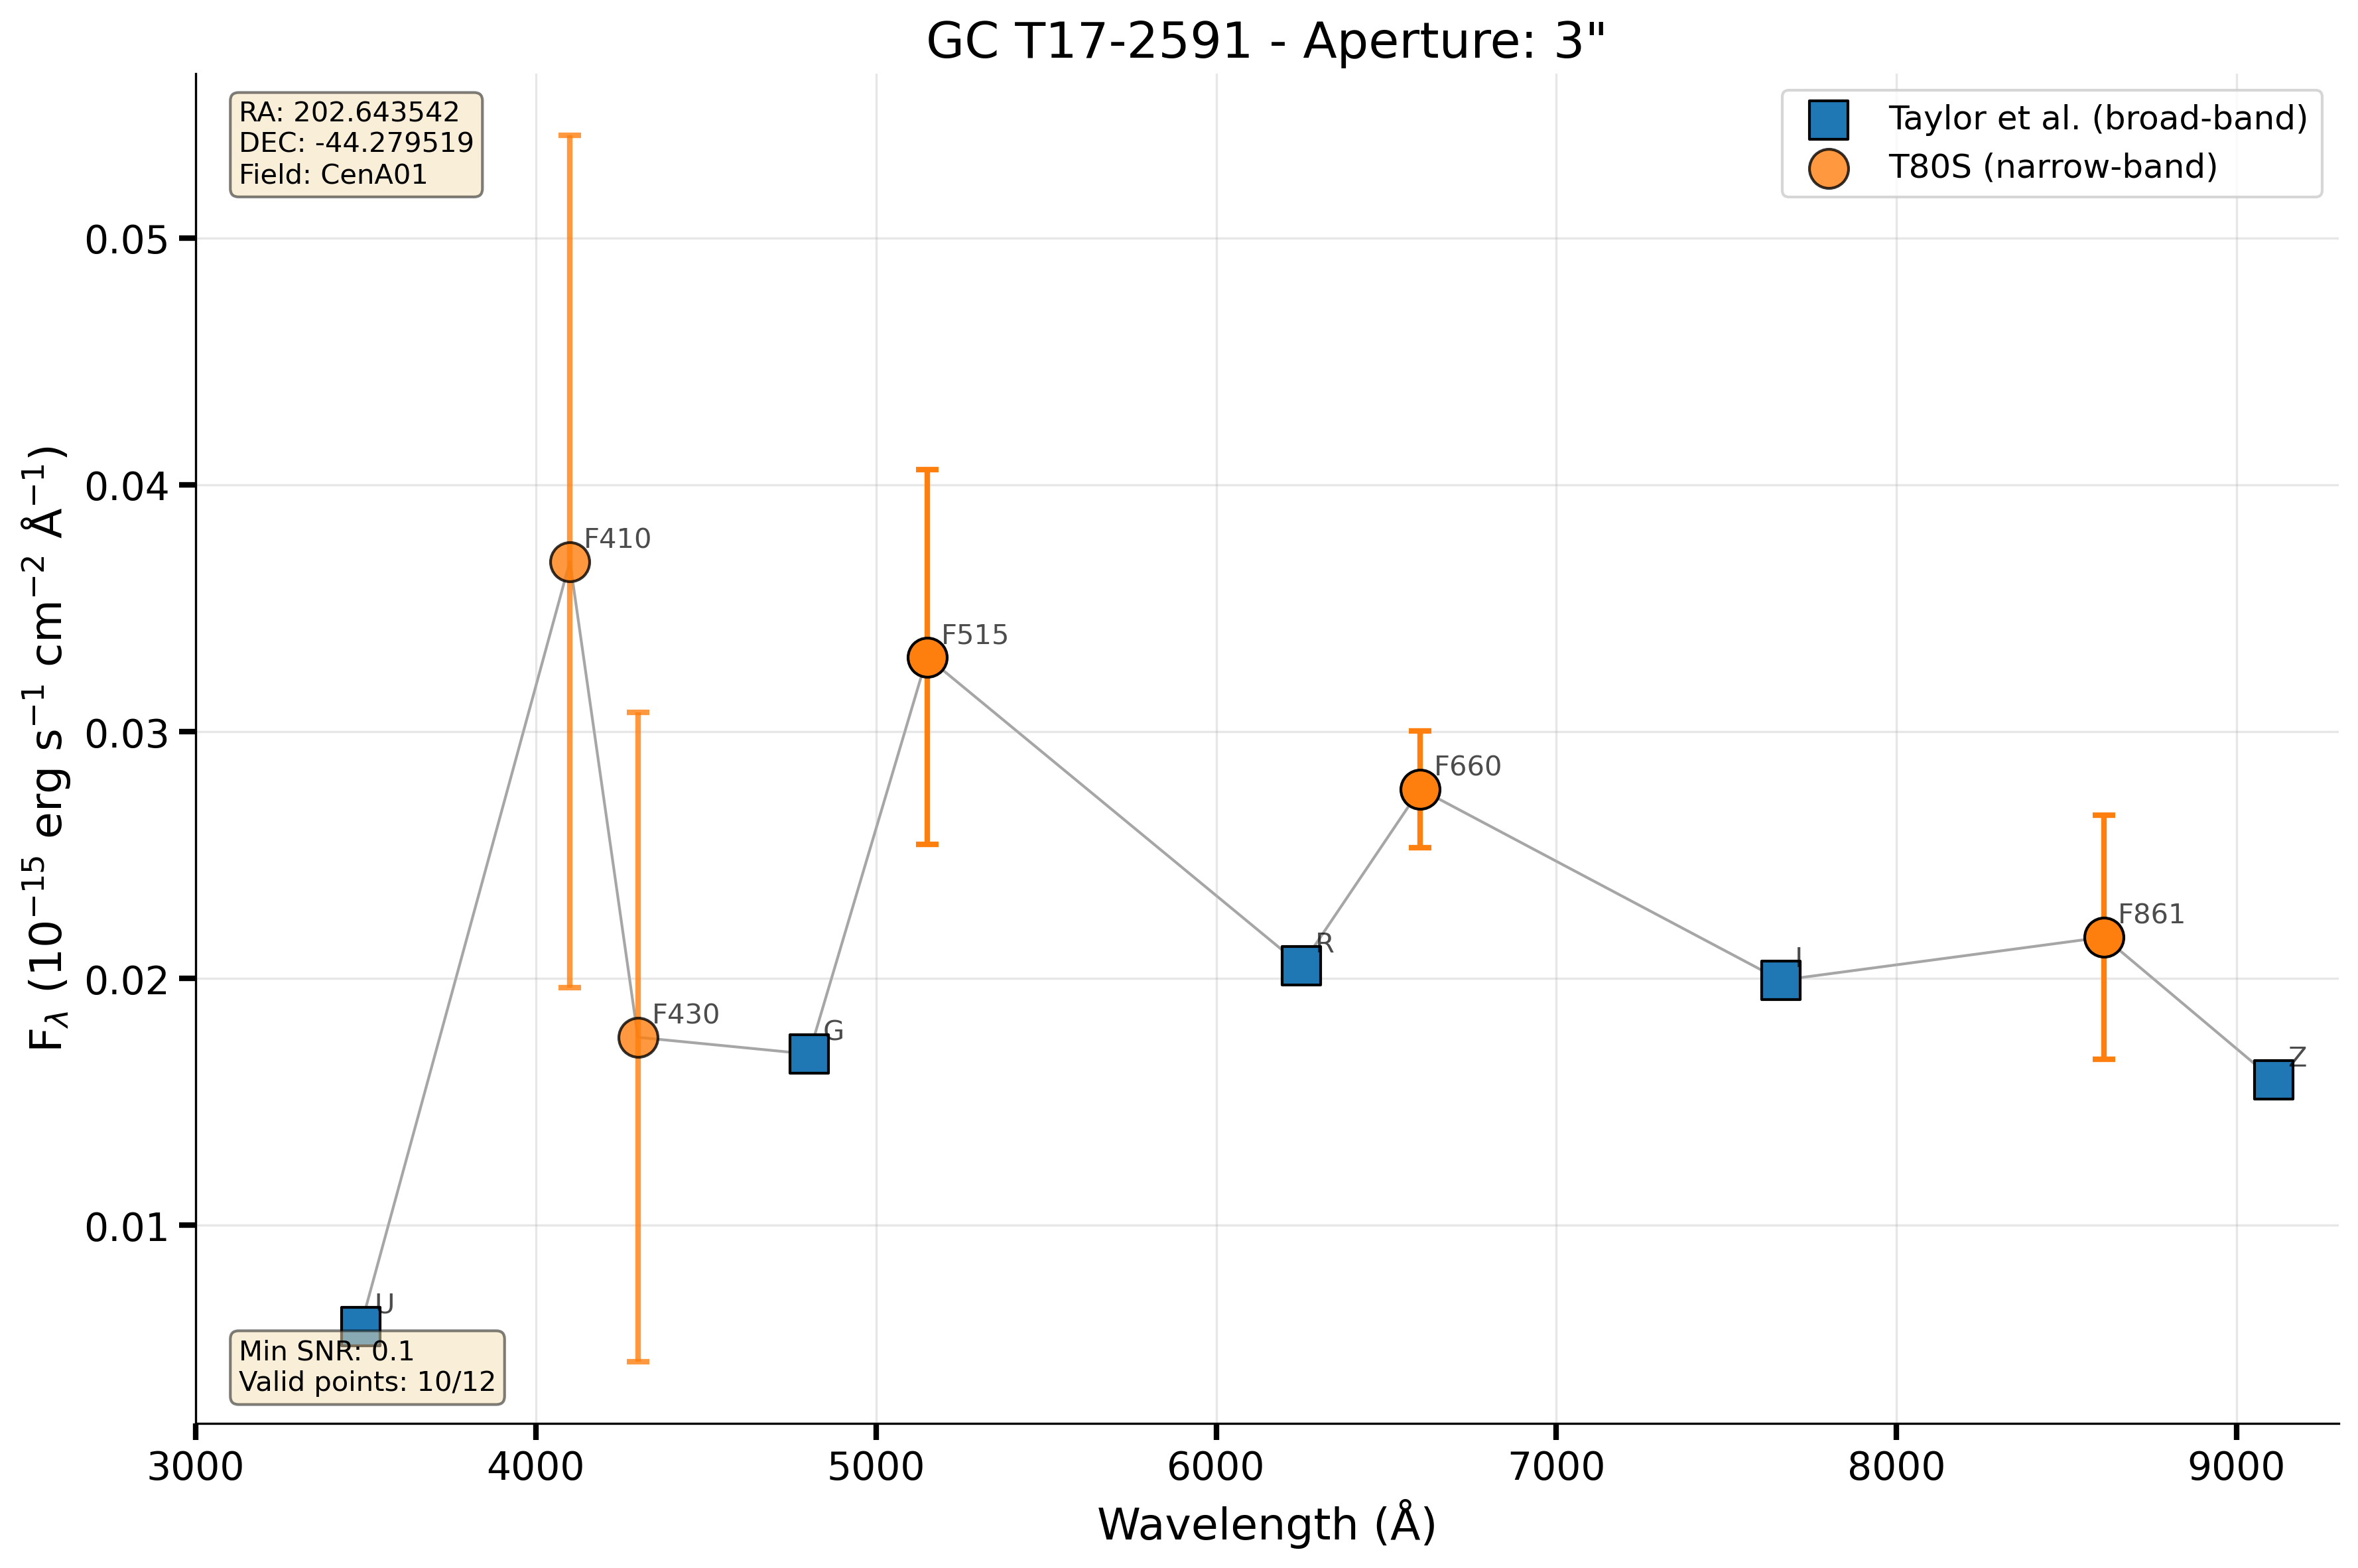 GC T17-2591 - Aperture: 3"
RA: 202.643542
DEC: -44.279519
Field: CenA01
Taylor et al. (broad-band)
T80S (narrow-band)
F410
F515
F660
F861
F430
R
I
G
Z
U
Min SNR: 0.1
Valid points: 10/12
0.05
0.04
0.03
0.02
0.01
F_λ (10⁻¹⁵ erg s⁻¹ cm⁻² Å⁻¹)
3000 4000 5000 6000 7000 8000 9000
Wavelength (Å)